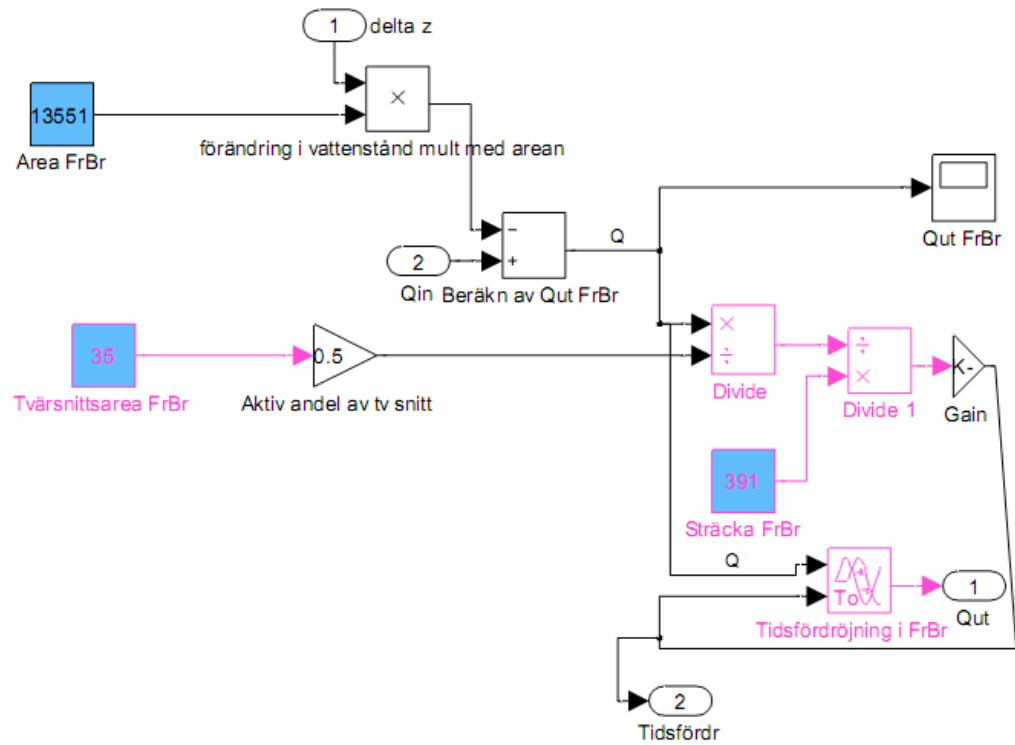 1
delta z
×
13551
Area FrBr
förändring i vattenstånd mult med arean
−
+
2
Qin
Beräkn av Qut FrBr
Q
Qut FrBr
35
Tvärsnittsarea FrBr
0.5
Aktiv andel av tv snitt
×
÷
Divide
÷
×
Divide 1
K-
Gain
391
Sträcka FrBr
Q
To
Tidsfördröjning i FrBr
1
Qut
2
Tidsfördr